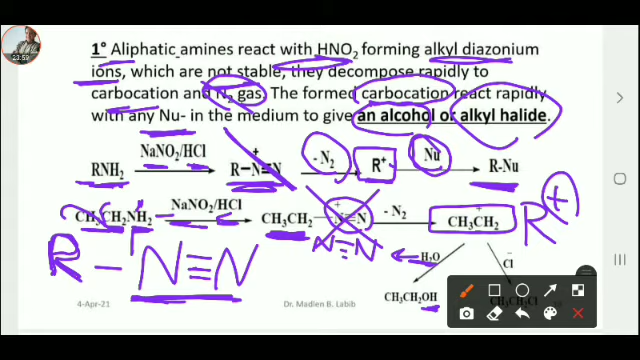 23:59
1° Aliphatic amines react with HNO₂ forming alkyl diazonium
ions, which are not stable, they decompose rapidly to
carbocation and N₂ gas. The formed carbocation react rapidly
with any Nu- in the medium to give an alcohol or alkyl halide.
RNH₂ NaNO₂/HCl R−N≡N + - N₂ R⁺ Nu R-Nu
CH₃CH₂NH₂ NaNO₂/HCl CH₃CH₂ − N≡N + - N₂ CH₃CH₂ + R +
N≡N
R − N≡N H₂O Cl
CH₃CH₂OH CH₃CH₂Cl
4-Apr-21 Dr. Madlen B. Labib